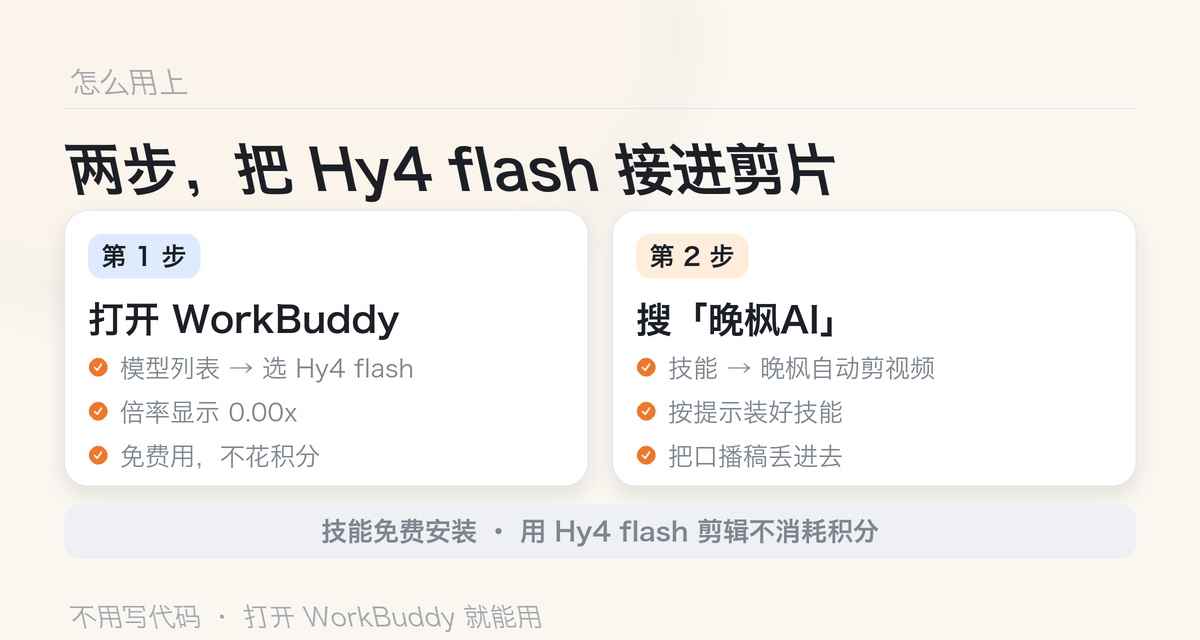 怎么用上
两步，把 Hy4 flash 接进剪片
第 1 步
打开 WorkBuddy
模型列表 → 选 Hy4 flash
倍率显示 0.00x
免费用，不花积分
第 2 步
搜「晚枫AI」
技能 → 晚枫自动剪视频
按提示装好技能
把口播稿丢进去
技能免费安装 · 用 Hy4 flash 剪辑不消耗积分
不用写代码 · 打开 WorkBuddy 就能用